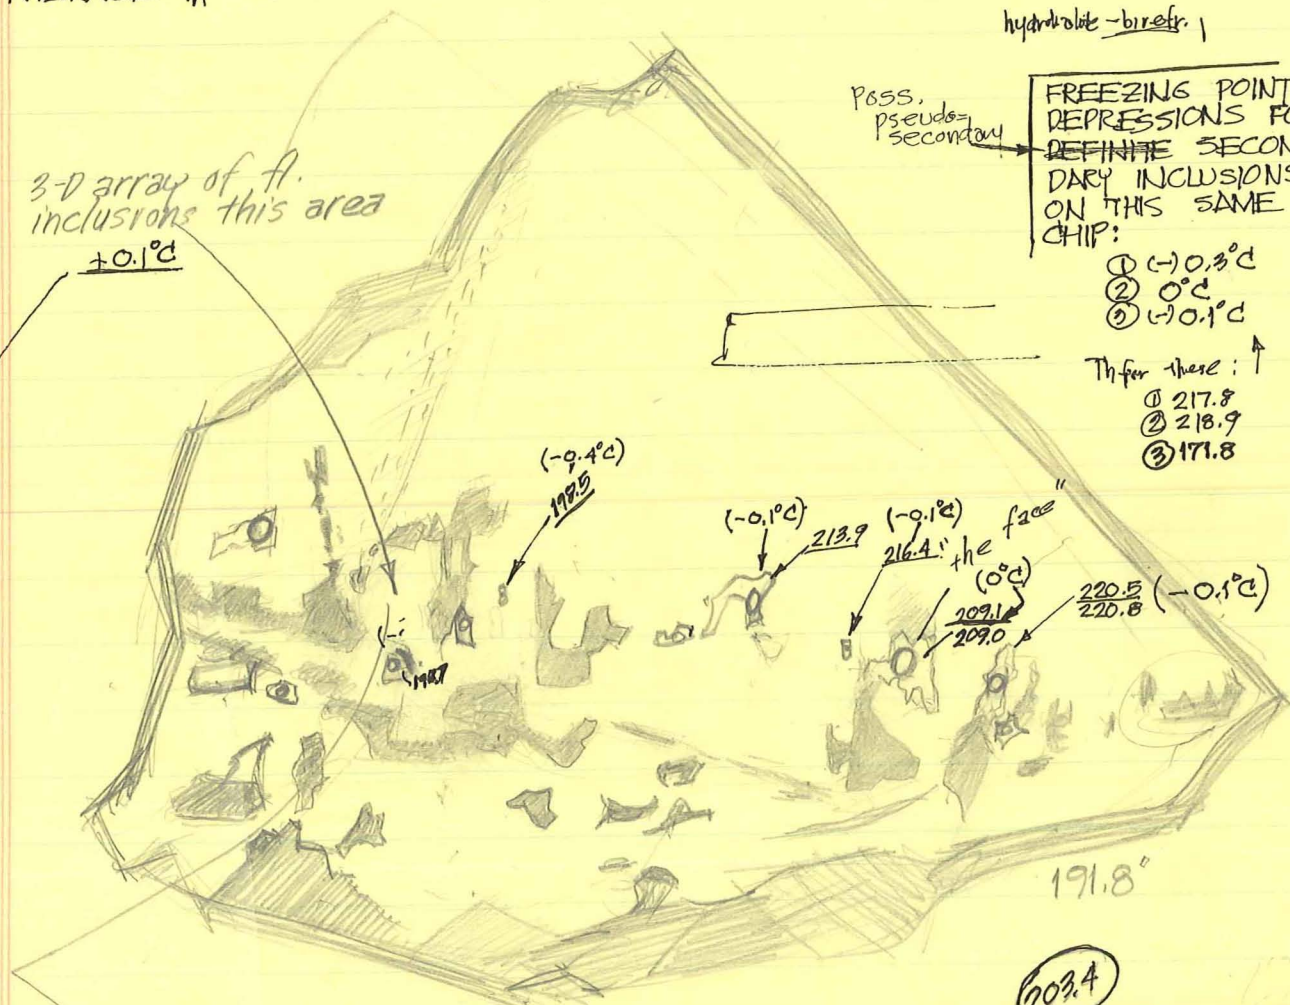 hydrohalite - birefr.
Poss.
pseudo=
secondary
FREEZING POINT
DEPRESSIONS FO
DEFINITE SECON
DARY INCLUSIONS
ON THIS SAME
CHIP:
① (-) 0.3°C
② 0°C
③ (-) 0.1°C
Th for these:
① 217.8
② 218.9
③ 171.8
3-D array of fl.
inclusions this area
+0.1°C
(-0.4°C)
198.5
(-0.1°C)
213.9
(-0.1°C)
216.4
"the face"
(0°C)
209.1
209.0
220.5 (-0.1°C)
220.8
191.8"
203.4